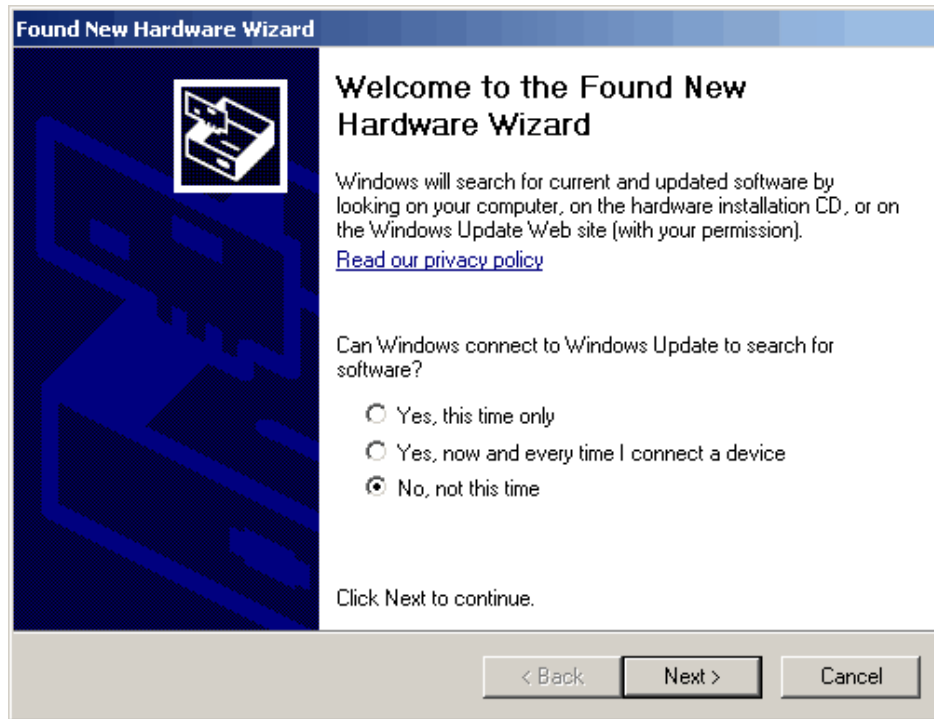 Found New Hardware Wizard
Welcome to the Found New
Hardware Wizard
Windows will search for current and updated software by
looking on your computer, on the hardware installation CD, or on
the Windows Update Web site (with your permission).
Read our privacy policy
Can Windows connect to Windows Update to search for
software?
Yes, this time only
Yes, now and every time I connect a device
No, not this time
Click Next to continue.
< Back
Next >
Cancel